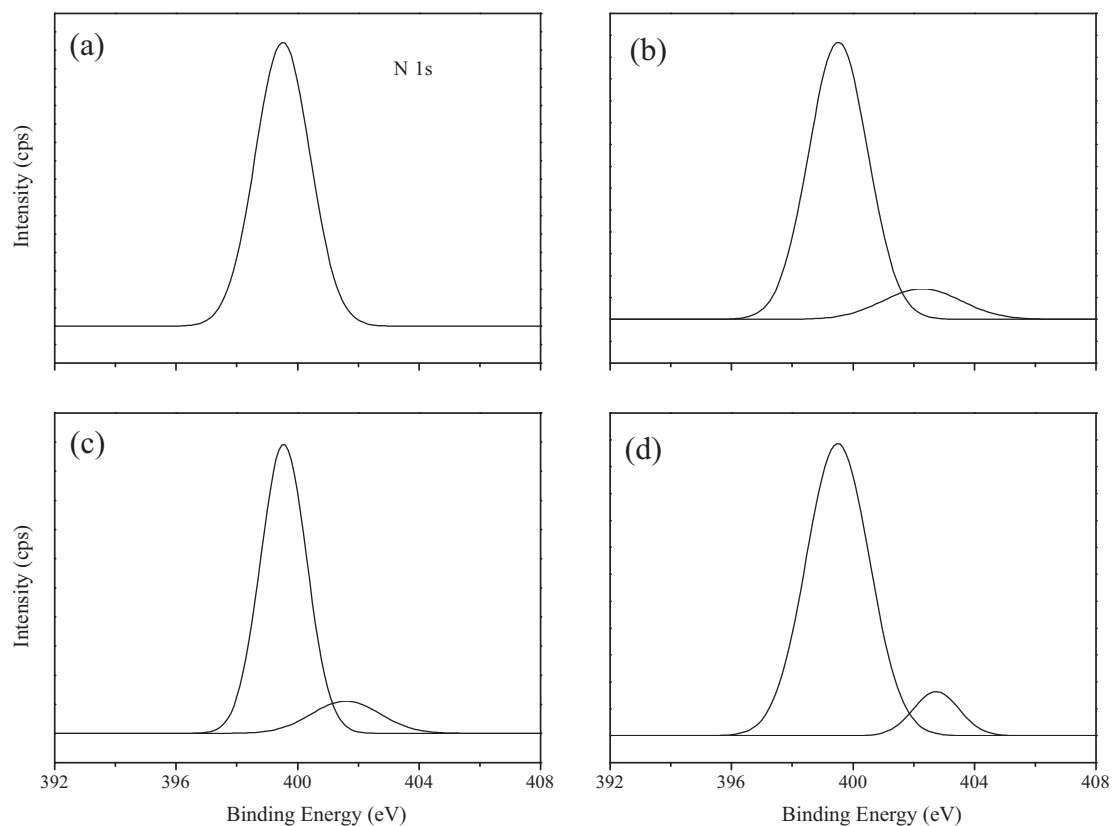 (a)
N 1s
(b)
Intensity (cps)
(c)
(d)
Intensity (cps)
392 396 400 404 408
392 396 400 404 408
Binding Energy (eV)
Binding Energy (eV)